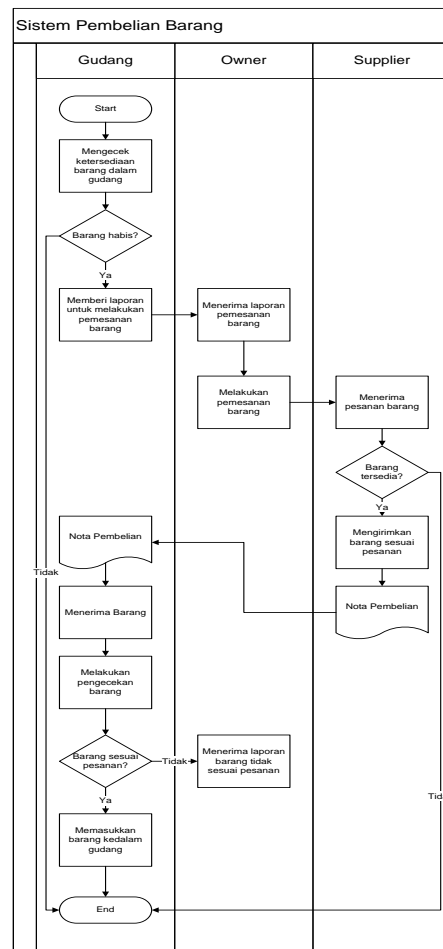 Sistem Pembelian Barang
Gudang
Owner
Supplier
Start
Mengecek
ketersediaan
barang dalam
gudang
Barang habis?
Ya
Memberi laporan
untuk melakukan
pemesanan
barang
Menerima laporan
pemesanan
barang
Melakukan
pemesanan
barang
Menerima
pesanan barang
Barang
tersedia?
Ya
Mengirimkan
barang sesuai
pesanan
Nota Pembelian
Nota Pembelian
Tidak
Menerima Barang
Melakukan
pengecekan
barang
Barang sesuai
pesanan?
Tidak
Menerima laporan
barang tidak
sesuai pesanan
Ya
Memasukkan
barang kedalam
gudang
Tid
End